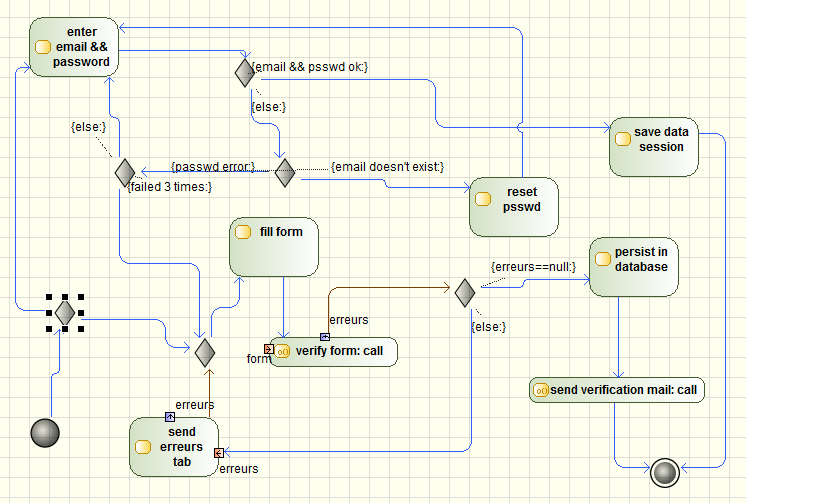 enter
email &&
password
{email && psswd ok:}
{else:}
{else:}
save data
session
{passwd error:}
{email doesn't exist:}
{failed 3 times:}
reset
psswd
fill form
persist in
database
{erreurs==null:}
erreurs
{else:}
verify form: call
form
send verification mail: call
erreurs
send
erreurs
tab
erreurs